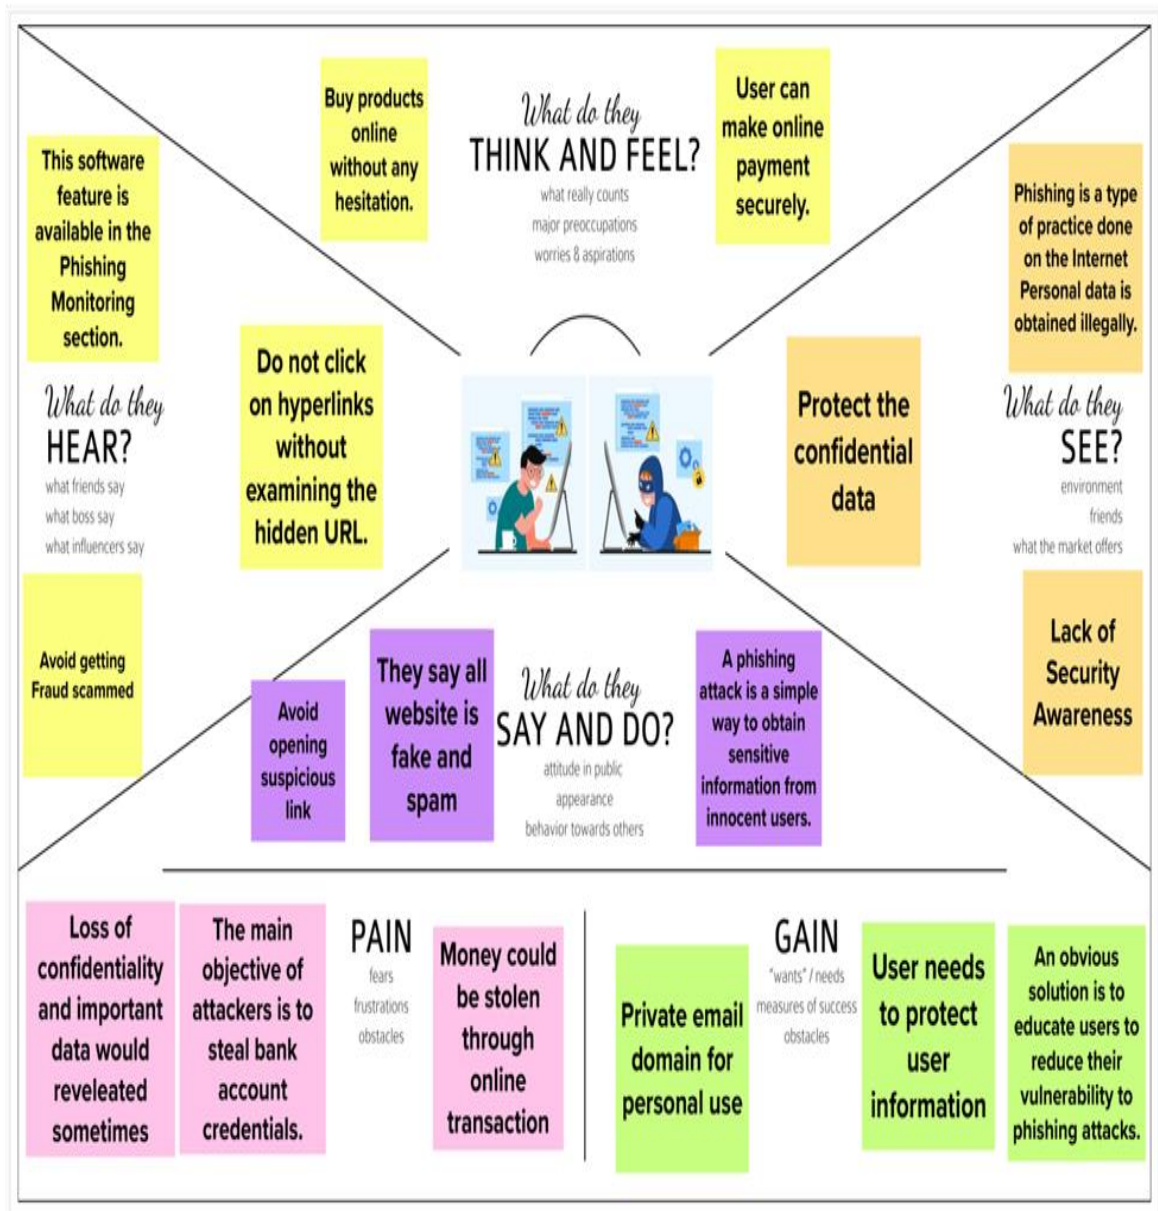 Buy products
online
without any
hesitation.
What do they
THINK AND FEEL?
what really counts
major preoccupations
worries & aspirations
User can
make online
payment
securely.
This software
feature is
available in the
Phishing
Monitoring
section.
What do they
HEAR?
what friends say
what boss say
what influencers say
Do not click
on hyperlinks
without
examining the
hidden URL.
Avoid getting
Fraud scammed
Protect the
confidential
data
Phishing is a type
of practice done
on the Internet
Personal data is
obtained illegally.
What do they
SEE?
environment
friends
what the market offers
Lack of
Security
Awareness
Avoid
opening
suspicious
link
They say all
website is
fake and
spam
What do they
SAY AND DO?
attitude in public
appearance
behavior towards others
A phishing
attack is a simple
way to obtain
sensitive
information from
innocent users.
Loss of
confidentiality
and important
data would
reveleated
sometimes
The main
objective of
attackers is to
steal bank
account
credentials.
PAIN
fears
frustrations
obstacles
Money could
be stolen
through
online
transaction
Private email
domain for
personal use
GAIN
"wants" / needs
measures of success
obstacles
User needs
to protect
user
information
An obvious
solution is to
educate users to
reduce their
vulnerability to
phishing attacks.